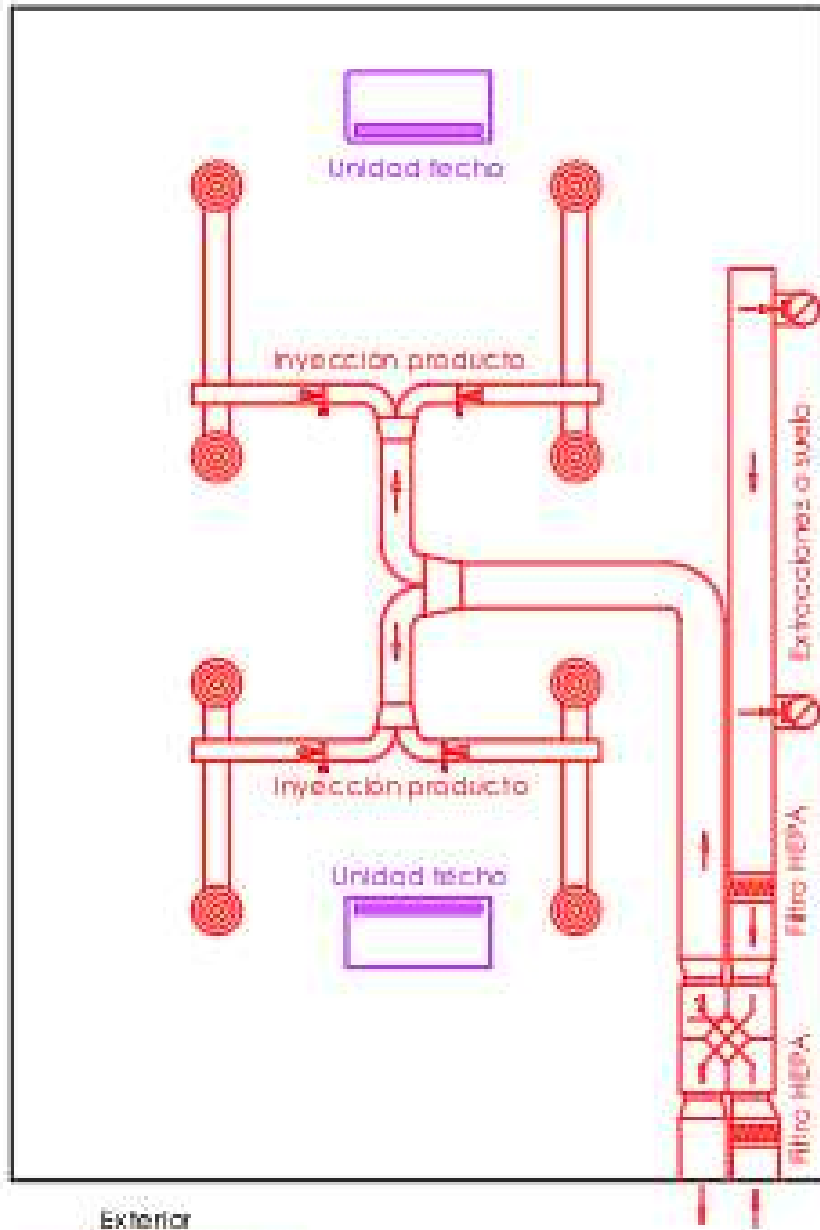 Unidad techo
Inyección producto
Extracciones a suelo
Inyección producto
Filtro HEPA
Unidad techo
Filtro HEPA
Exterior